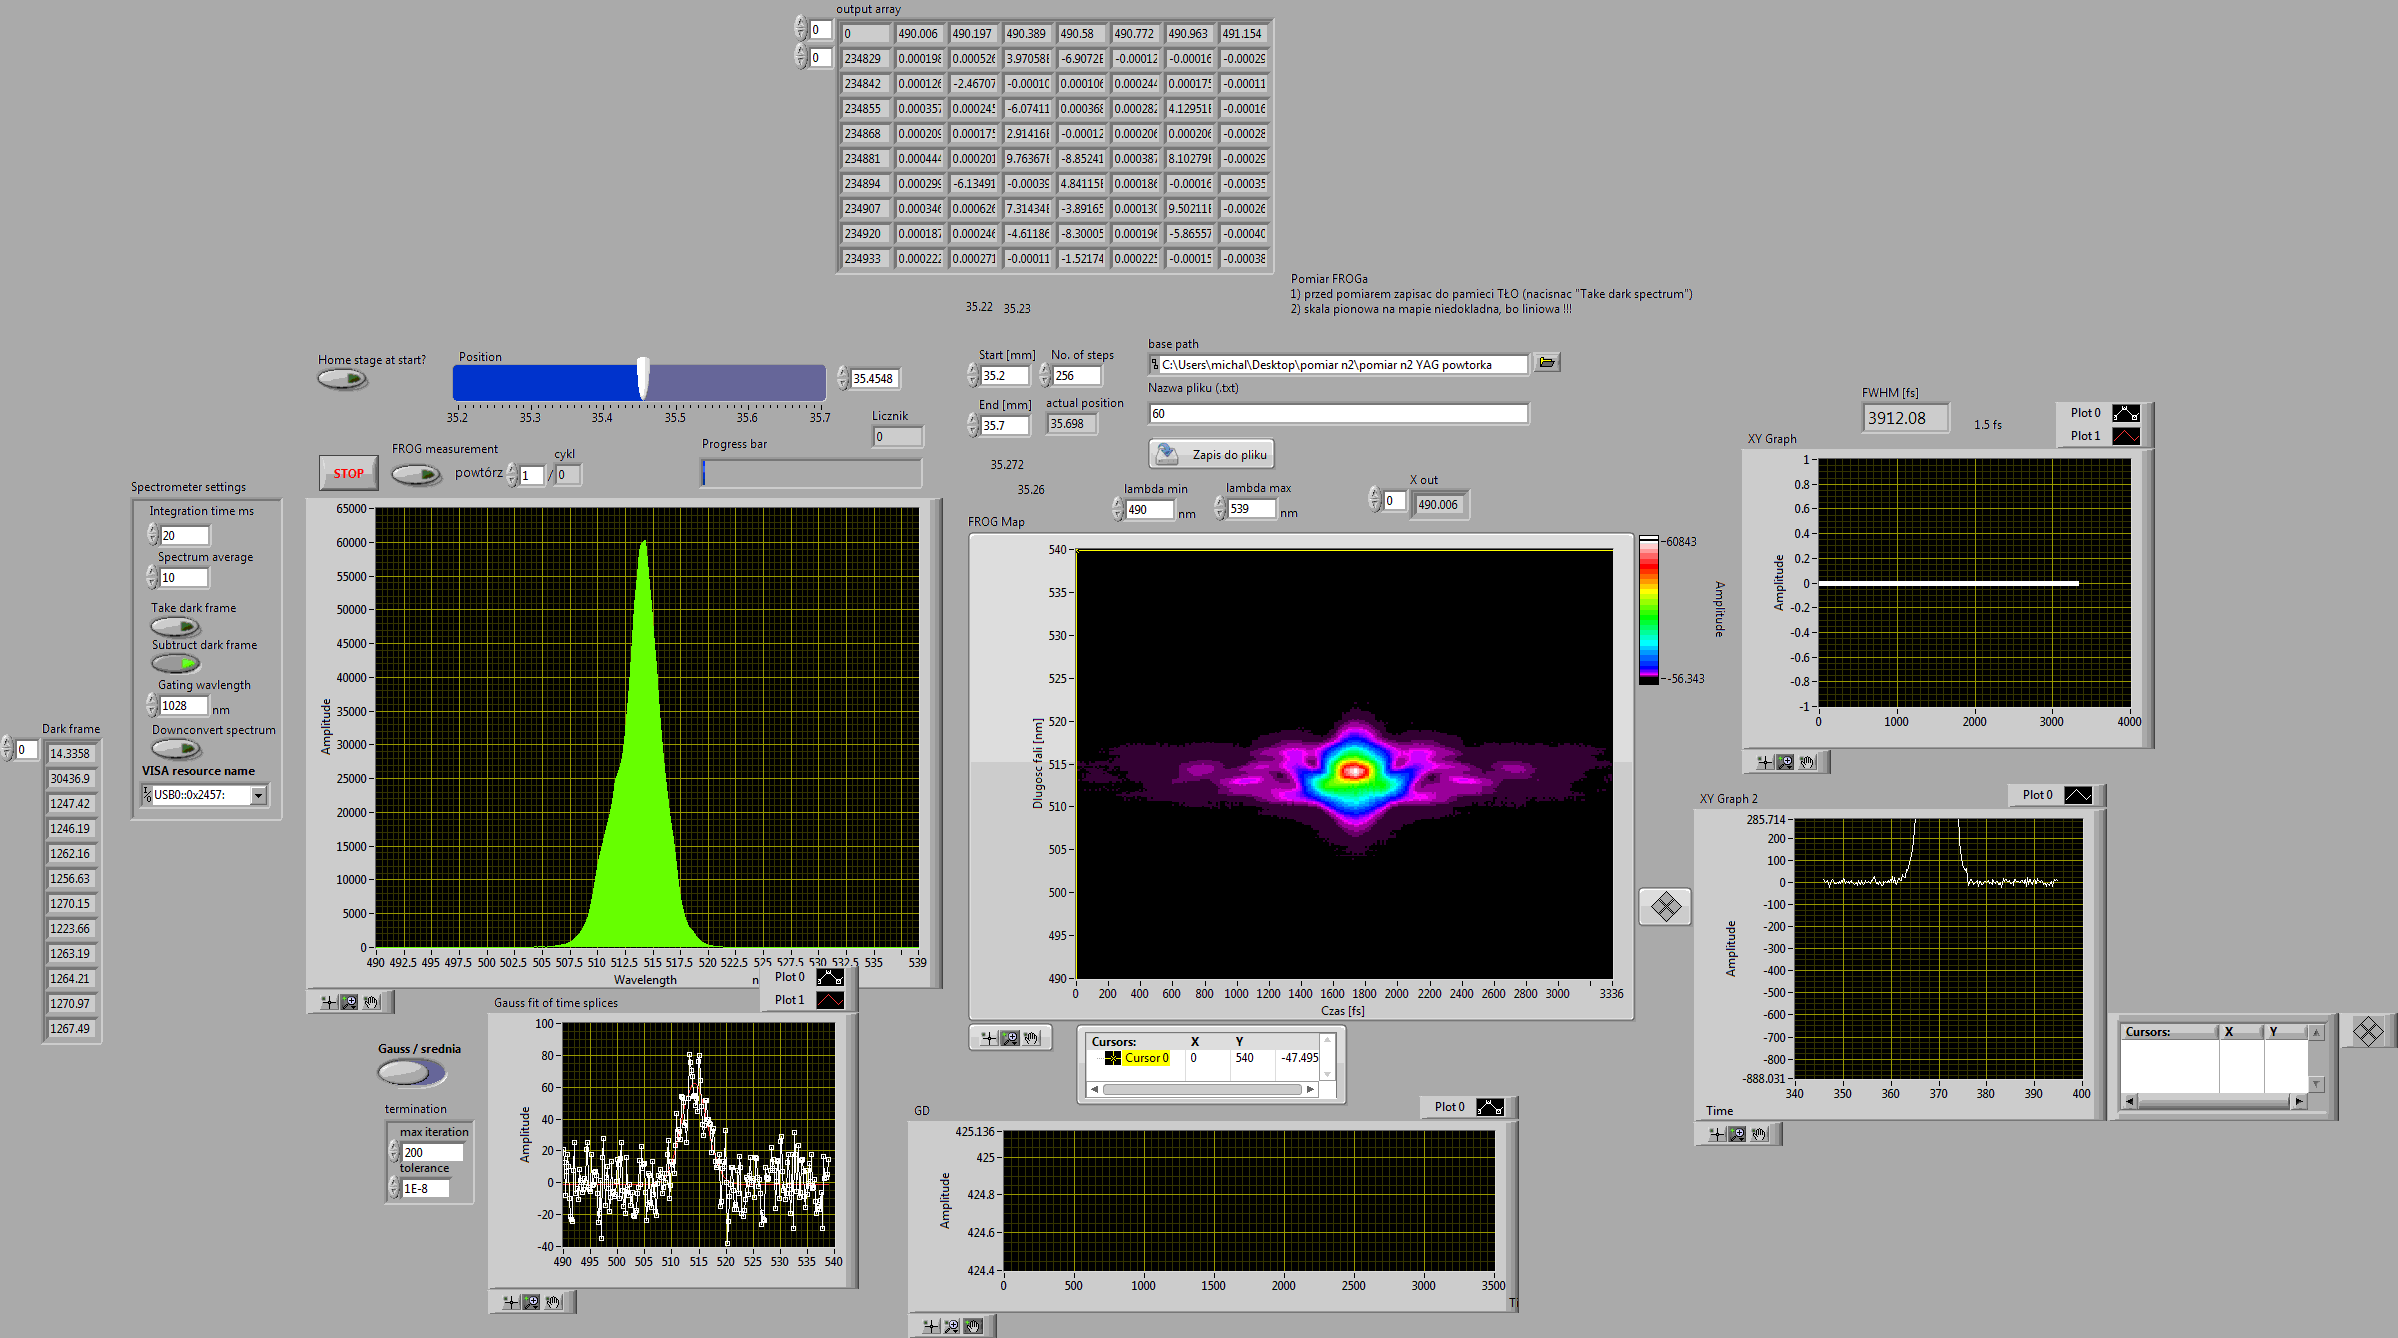 output array
0 0 490.006 490.197 490.389 490.58 490.772 490.963 491.154
0 234829 0.000198 0.000526 3.97058E -6.9072E -0.00012 -0.00016 -0.00029
234842 0.000126 -2.46707 -0.00010 0.000106 0.000244 0.000175 -0.00011
234855 0.000357 0.000245 -6.07411 0.000368 0.000282 4.12951E -0.00016
234868 0.000209 0.000175 2.91416E -0.00012 0.000206 0.000206 -0.00028
234881 0.000444 0.000201 9.76367E -8.85241 0.000387 8.10279E -0.00029
234894 0.000299 -6.13491 -0.00039 4.84115E 0.000186 -0.00016 -0.00035
234907 0.000346 0.000626 7.31434E -3.89165 0.000130 9.50211E -0.00026
234920 0.000187 0.000246 -4.61186 -8.30005 0.000196 -5.86557 -0.00040
234933 0.000222 0.000271 -0.00011 -1.52174 0.000225 -0.00015 -0.00038
Pomiar FROGa
1) przed pomiarem zapisac do pamieci TŁO (nacisnac "Take dark spectrum")
2) skala pionowa na mapie niedokladna, bo liniowa !!!
35.22 35.23
Home stage at start?
Position
35.4548
35.2 35.3 35.4 35.5 35.6 35.7
Licznik
0
FROG measurement
STOP
powtórz 1 / cykl 0
Progress bar
Start [mm]
35.2
No. of steps
256
End [mm]
35.7
actual position
35.698
35.272
35.26
base path
C:\Users\michal\Desktop\pomiar n2\pomiar n2 YAG powtorka
Nazwa pliku (.txt)
60
Zapis do pliku
lambda min
490 nm
lambda max
539 nm
X out
0 490.006
FWHM [fs]
3912.08
1.5 fs
Plot 0
Plot 1
XY Graph
1
0.8
0.6
0.4
0.2
0
-0.2
-0.4
-0.6
-0.8
-1
Amplitude
0 1000 2000 3000 4000
Spectrometer settings
Integration time ms
20
Spectrum average
10
Take dark frame
Subtruct dark frame
Gating wavlength
1028 nm
Downconvert spectrum
VISA resource name
USB0::0x2457:
Dark frame
0 14.3358
30436.9
1247.42
1246.19
1262.16
1256.63
1270.15
1223.66
1263.19
1264.21
1270.97
1267.49
65000
60000
55000
50000
45000
40000
35000
30000
25000
20000
15000
10000
5000
0
Amplitude
490 492.5 495 497.5 500 502.5 505 507.5 510 512.5 515 517.5 520 522.5 525 527.5 530 532.5 535 539
Wavelength n
Plot 0
Plot 1
FROG Map
540
535
530
525
520
515
510
505
500
495
490
Dlugosc fali [nm]
0 200 400 600 800 1000 1200 1400 1600 1800 2000 2200 2400 2600 2800 3000 3336
Czas [fs]
60843
-56.343
Amplitude
Cursors: X Y
Cursor 0 0 540 -47.495
XY Graph 2
Plot 0
285.714
200
100
0
-100
-200
-300
-400
-500
-600
-700
-800
-888.031
Amplitude
340 350 360 370 380 390 400
Time
Cursors: X Y
Gauss / srednia
termination
max iteration
200
tolerance
1E-8
Gauss fit of time splices
100
80
60
40
20
0
-20
-40
Amplitude
490 495 500 505 510 515 520 525 530 535 540
GD
Plot 0
425.136
425
424.8
424.6
424.4
Amplitude
0 500 1000 1500 2000 2500 3000 3500
Ti